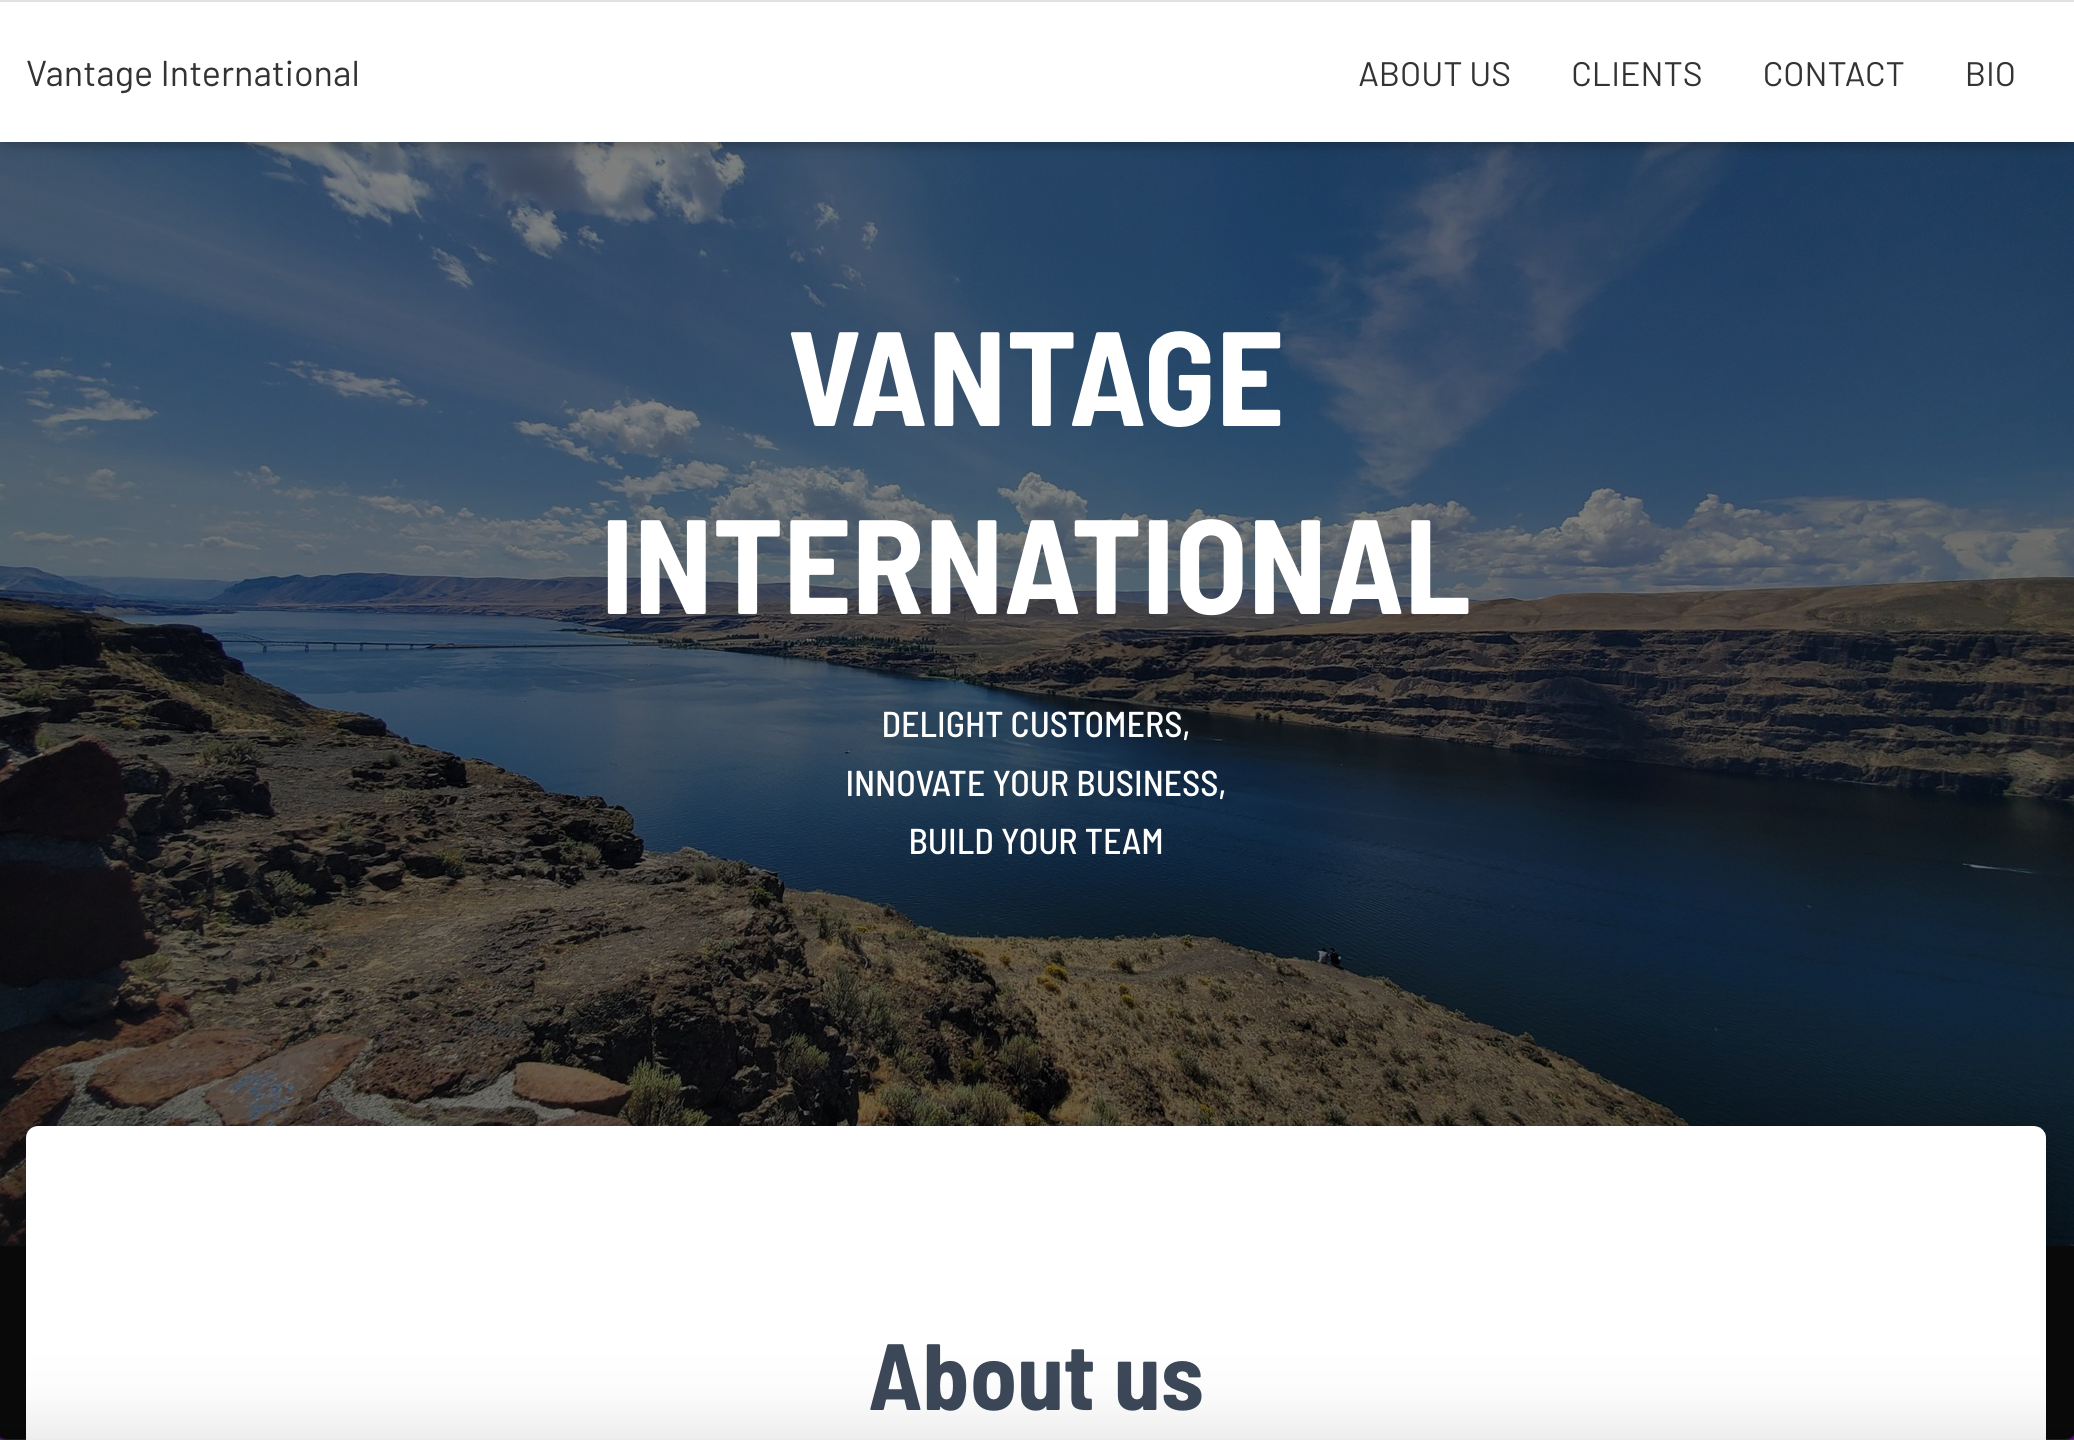 Vantage International
ABOUT US CLIENTS CONTACT BIO
VANTAGE
INTERNATIONAL
DELIGHT CUSTOMERS,
INNOVATE YOUR BUSINESS,
BUILD YOUR TEAM
About us